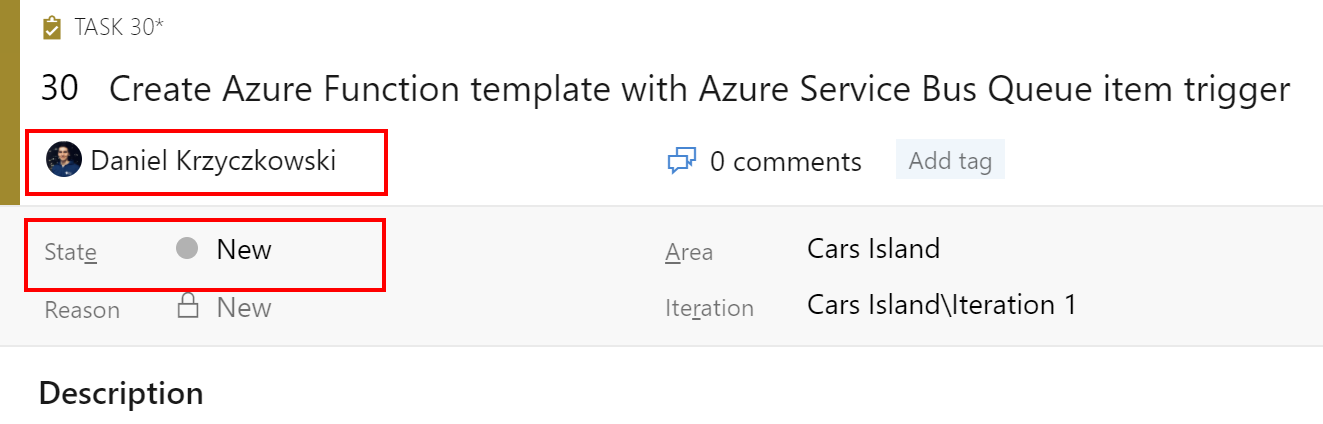 TASK 30*
30 Create Azure Function template with Azure Service Bus Queue item trigger
Daniel Krzyczkowski 0 comments Add tag
State New Area Cars Island
Reason New Iteration Cars Island\Iteration 1
Description